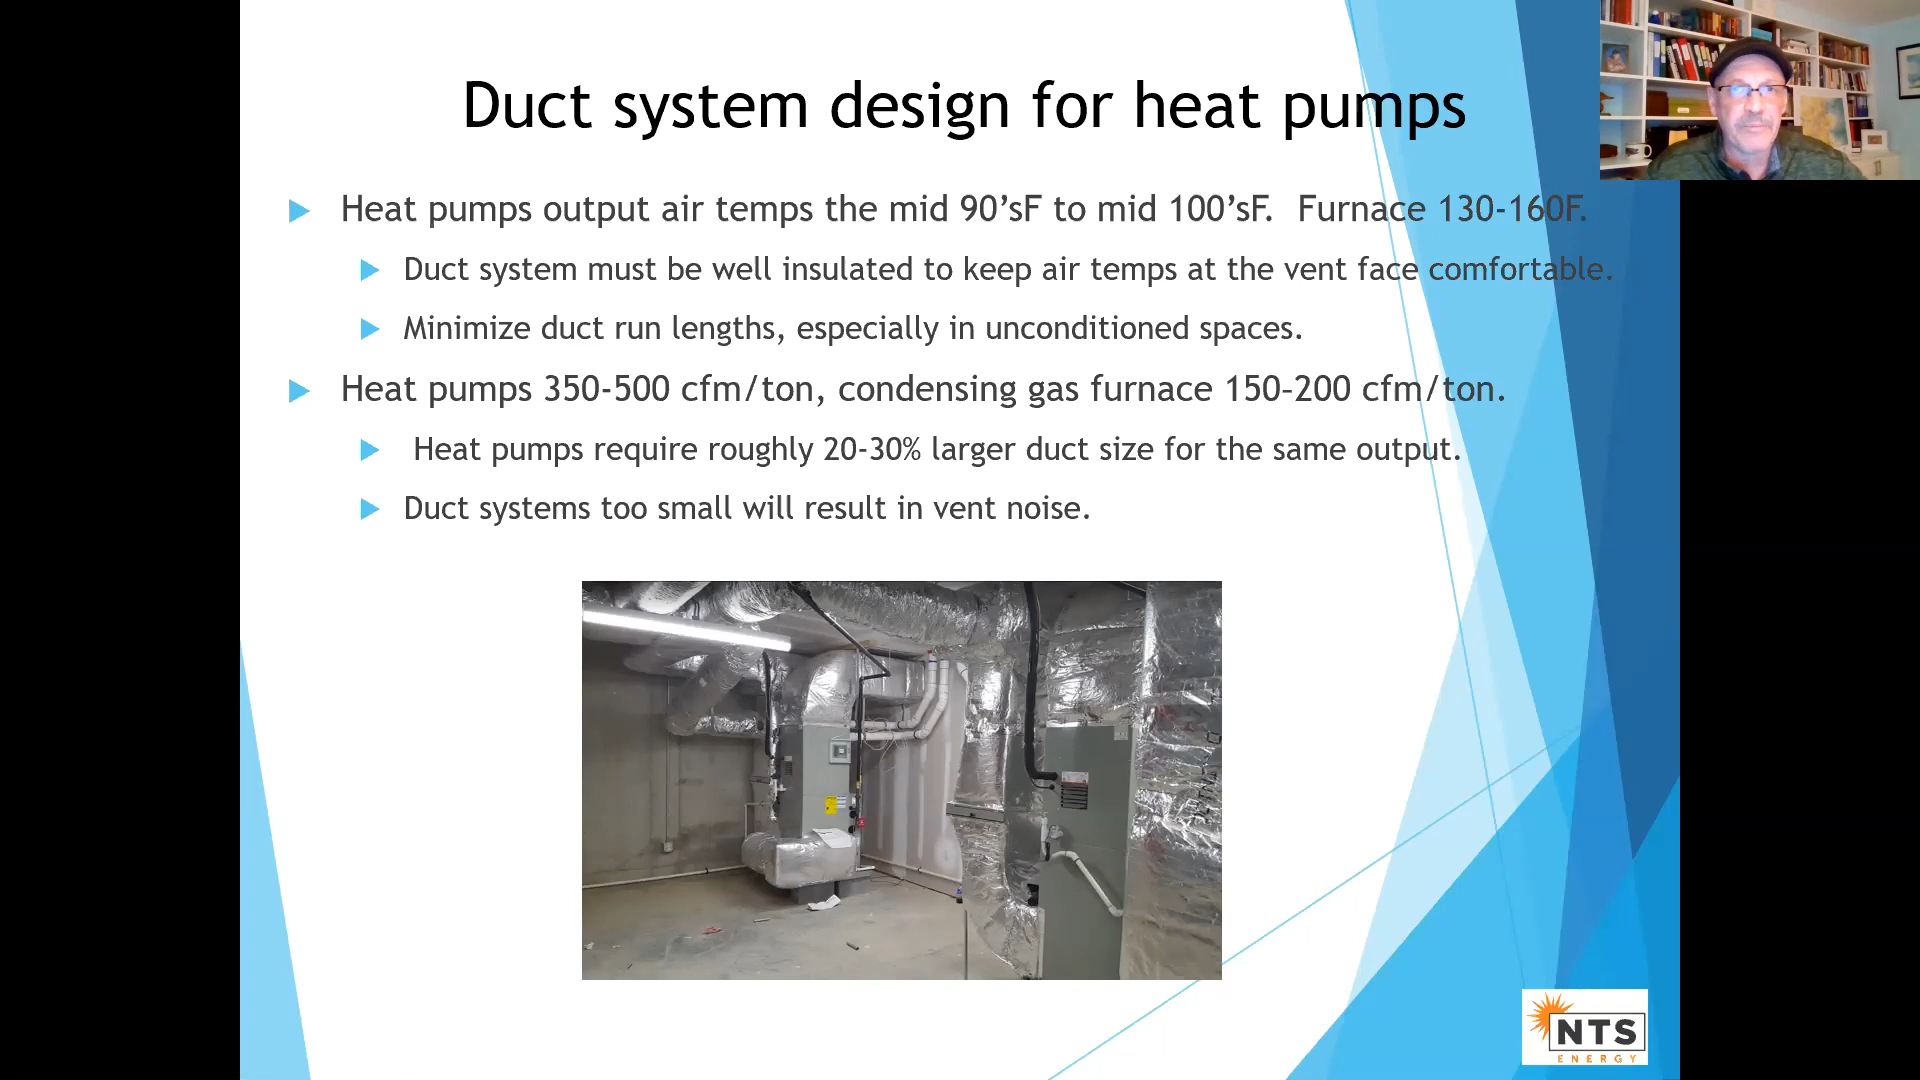 Duct system design for heat pumps
Heat pumps output air temps the mid 90’sF to mid 100’sF.  Furnace 130-160F.
Duct system must be well insulated to keep air temps at the vent face comfortable.
Minimize duct run lengths, especially in unconditioned spaces.
Heat pumps 350-500 cfm/ton, condensing gas furnace 150–200 cfm/ton.
Heat pumps require roughly 20-30% larger duct size for the same output.
Duct systems too small will result in vent noise.
NTS
ENERGY